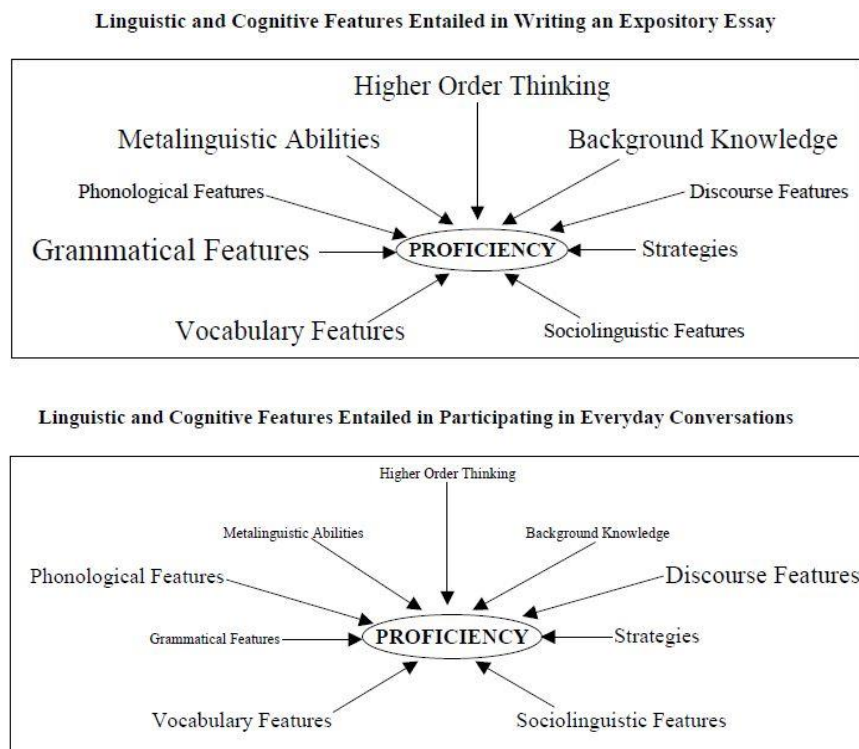 Linguistic and Cognitive Features Entailed in Writing an Expository Essay
Higher Order Thinking
Metalinguistic Abilities
Background Knowledge
Phonological Features
Discourse Features
Grammatical Features
PROFICIENCY
Strategies
Vocabulary Features
Sociolinguistic Features
Linguistic and Cognitive Features Entailed in Participating in Everyday Conversations
Higher Order Thinking
Metalinguistic Abilities
Background Knowledge
Phonological Features
Discourse Features
Grammatical Features
PROFICIENCY
Strategies
Vocabulary Features
Sociolinguistic Features